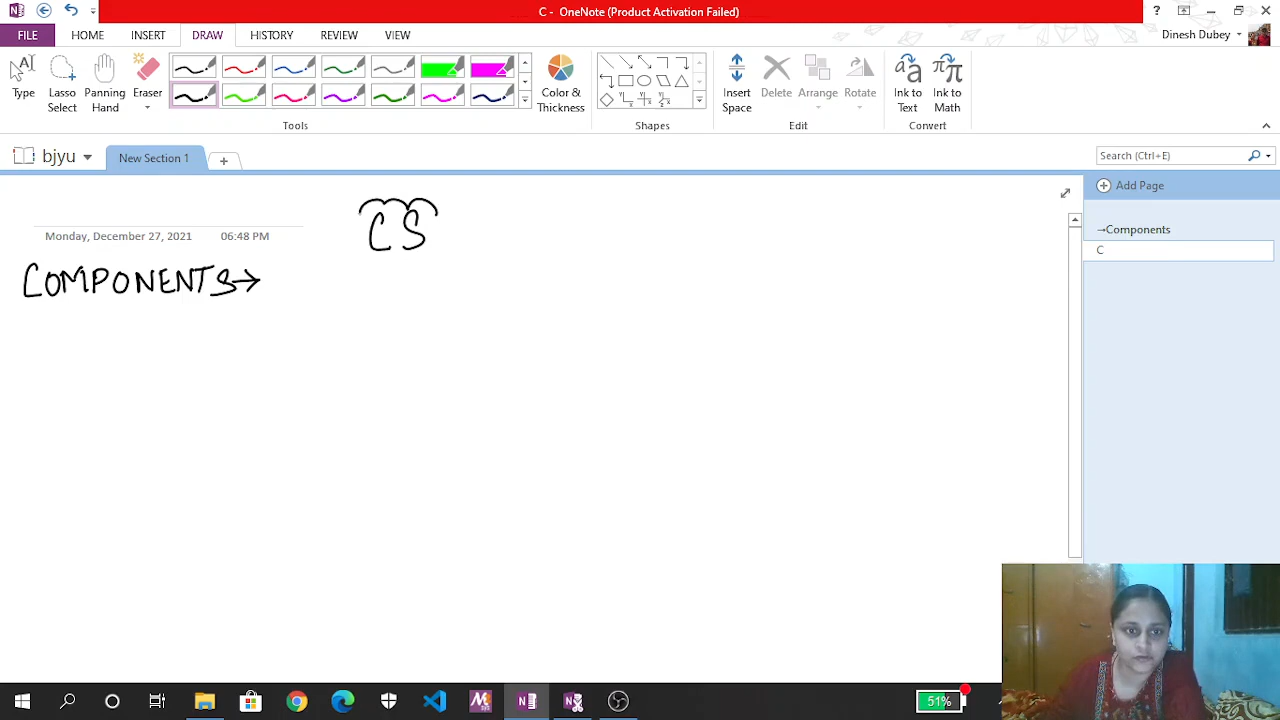 C - OneNote (Product Activation Failed)
?
FILE HOME INSERT DRAW HISTORY REVIEW VIEW
Dinesh Dubey
Type
Lasso Select
Panning Hand
Eraser
Color & Thickness
Insert Space
Delete
Arrange
Rotate
Ink to Text
Ink to Math
Tools Shapes Edit Convert
bjyu New Section 1
Search (Ctrl+E)
Add Page
→Components
C
CS
Monday, December 27, 2021 06:48 PM
COMPONENTS→
51%